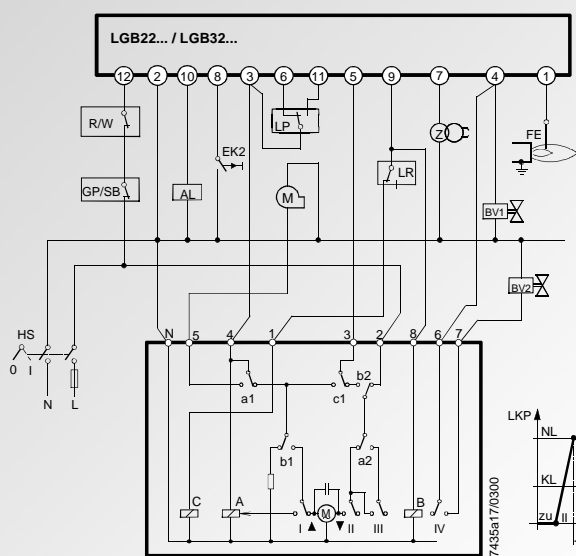 LGB22... / LGB32...
12 2 10 8 3 6 11 5 9 7 4 1
R/W LP Z FE
EK2
LR
GP/SB AL M
BV1
BV2
HS
0 I
N L
N 5 4 1 3 2 8 6 7
a1 c1 b2
b1 a2
C A B
I M II III IV
LKP
NL
KL
zu II
7435a17/0300